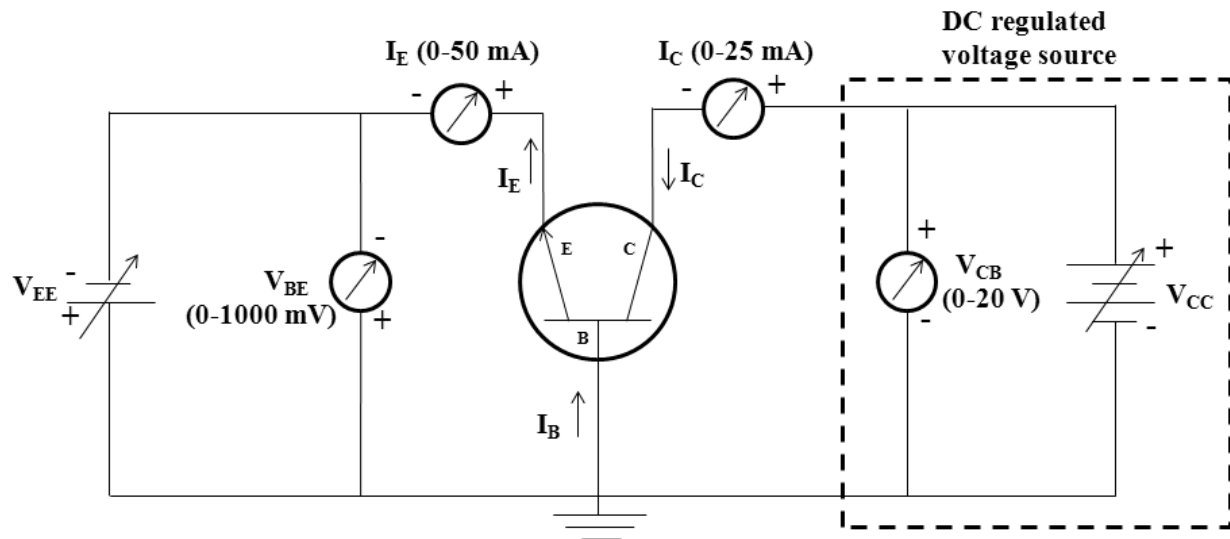 DC regulated
voltage source
I_E (0-50 mA)
I_C (0-25 mA)
- +
- +
I_E
I_C
E C
B
V_EE
-
+
-
V_BE
(0-1000 mV)
+
+
V_CB
(0-20 V)
-
+
V_CC
-
I_B